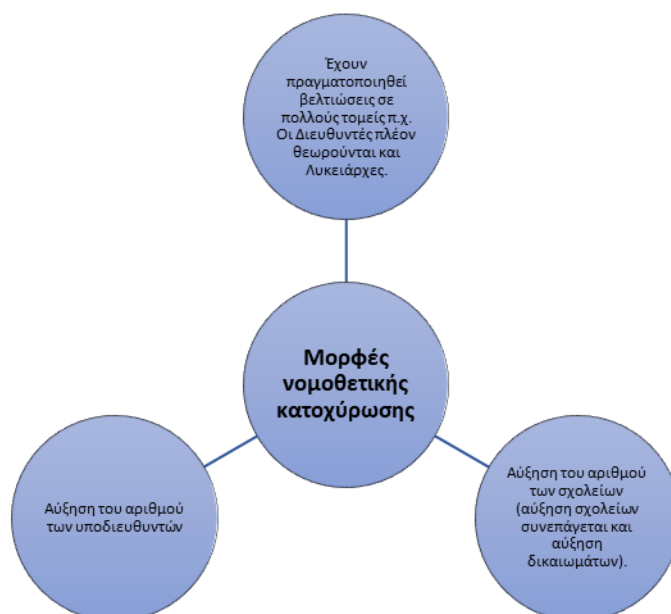 Έχουν
πραγματοποιηθεί
βελτιώσεις σε
πολλούς τομείς π.χ.
Οι Διευθυντές πλέον
θεωρούνται και
Λυκειάρχες.
Μορφές
νομοθετικής
κατοχύρωσης
Αύξηση του αριθμού
των υποδιευθυντών
Αύξηση του αριθμού
των σχολείων
(αύξηση σχολείων
συνεπάγεται και
αύξηση
δικαιωμάτων).